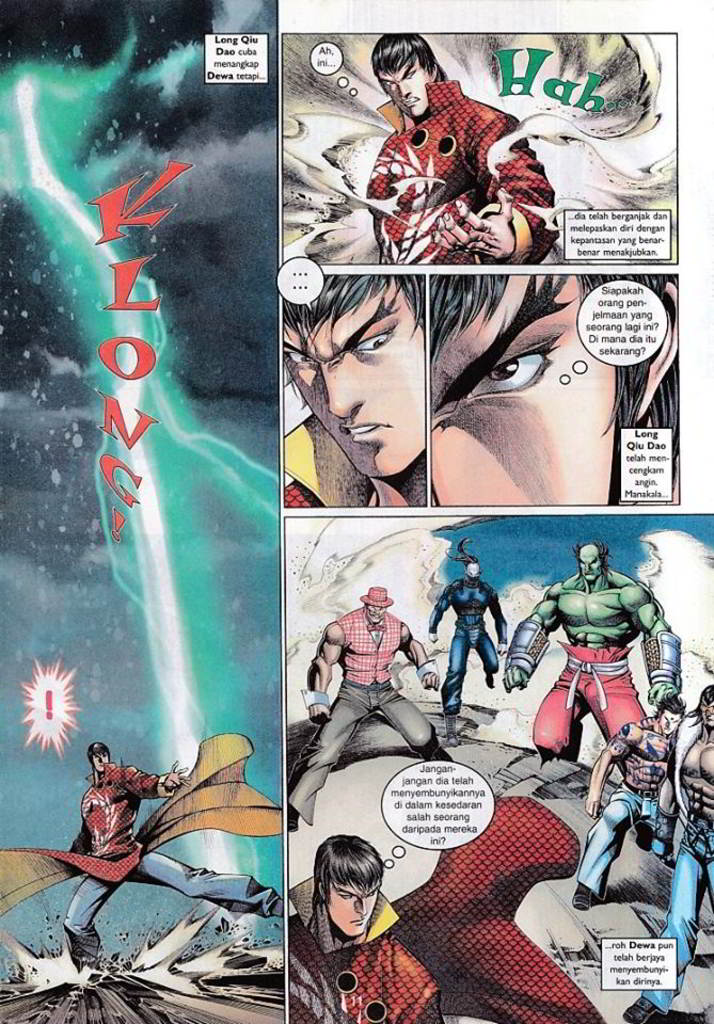 Long Qiu
Dao cuba
menangkap
Dewa tetapi...
KLONG!
!
Ah,
ini...
Hah...
...dia telah berganjak dan
melepaskan diri dengan
kepantasan yang benar-
benar menakjubkan.
...
...
Siapakah
orang pen-
jelmaan yang
seorang lagi ini?
Di mana dia itu
sekarang?
Long
Qiu Dao
telah men-
cengkam
angin.
Manakala...
Jangan-
jangan dia telah
menyembunyikannya
di dalam kesedaran
salah seorang
daripada mereka
ini?
...roh Dewa pun
telah berjaya
menyembunyi-
kan dirinya.